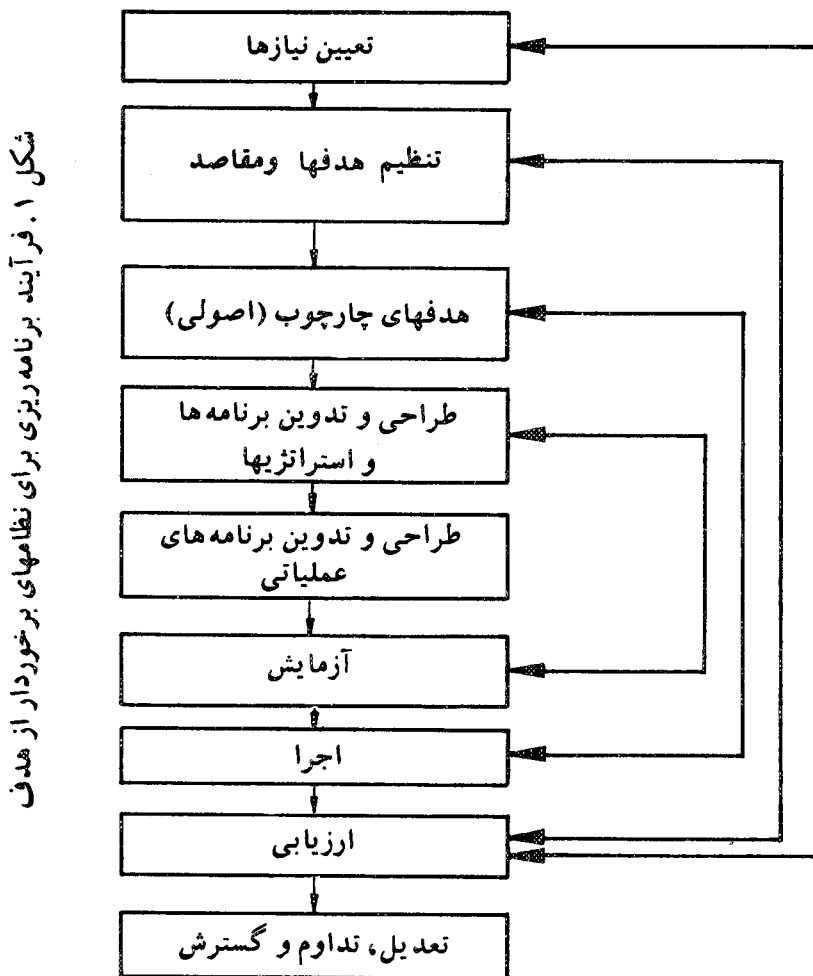 تعیین نیازها
تنظیم هدفها ومقاصد
هدفهای چارچوب (اصولی)
طراحی و تدوین برنامه‌ها
و استراتژیها
طراحی و تدوین برنامه‌های
عملیاتی
آزمایش
اجرا
ارزیابی
تعدیل، تداوم و گسترش
شکل ۱. فرآیند برنامه‌ریزی برای نظامهای برخوردار از هدف